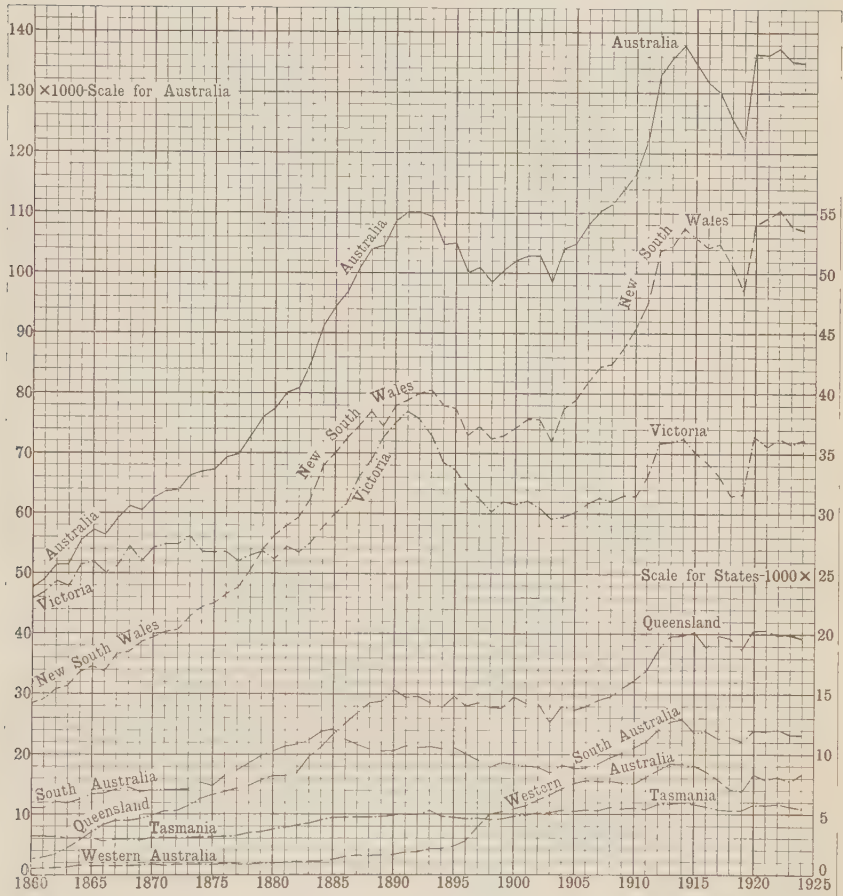 140
Australia
130
×1000-Scale for Australia
120
110
55
New South Wales
Australia
100
50
90
45
80
40
New South Wales
Victoria
70
35
Victoria
60
30
Australia
50
Scale for States-1000×
25
Victoria
40
Queensland
20
New South Wales
30
15
South Australia
20
10
South Australia
Western Australia
Queensland
Tasmania
10
5
Tasmania
Western Australia
0
0
1860 1865 1870 1875 1880 1885 1890 1895 1900 1905 1910 1915 1920 1925